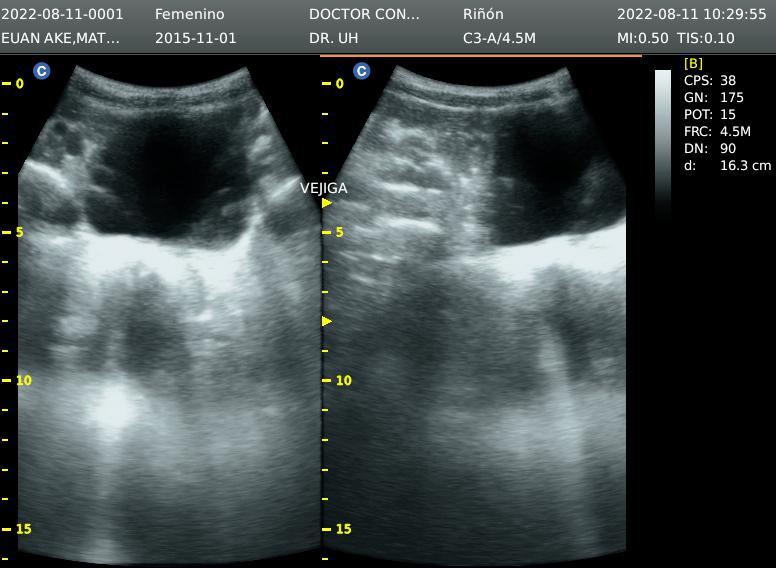 2022-08-11-0001 Femenino DOCTOR CON... Riñón 2022-08-11 10:29:55
EUAN AKE,MAT... 2015-11-01 DR. UH C3-A/4.5M MI:0.50 TIS:0.10
C
C
[B]
CPS: 38
GN: 175
POT: 15
FRC: 4.5M
DN: 90
d: 16.3 cm
VEJIGA
0
5
10
15
0
5
10
15